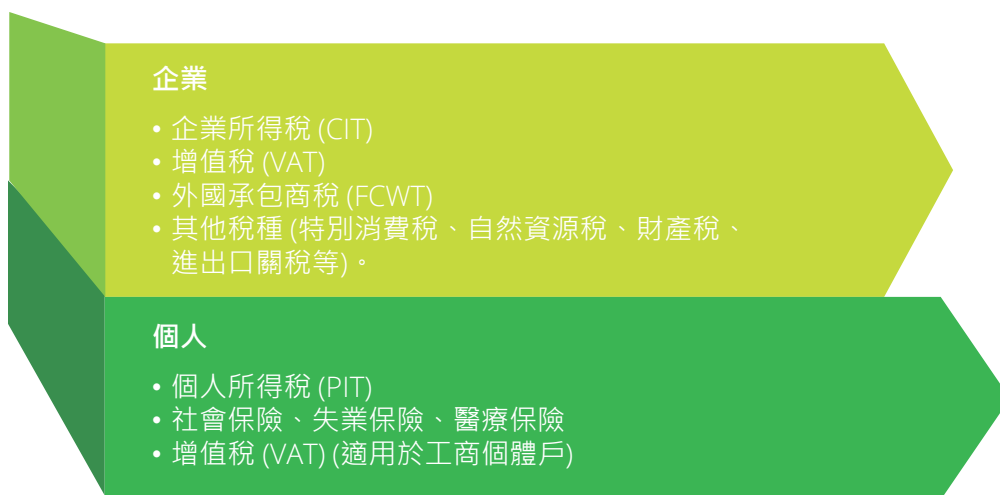 企業
• 企業所得稅 (CIT)
• 增值稅 (VAT)
• 外國承包商稅 (FCWT)
• 其他稅種 (特別消費稅、自然資源稅、財產稅、
進出口關稅等)。
個人
• 個人所得稅 (PIT)
• 社會保險、失業保險、醫療保險
• 增值稅 (VAT) (適用於工商個體戶)